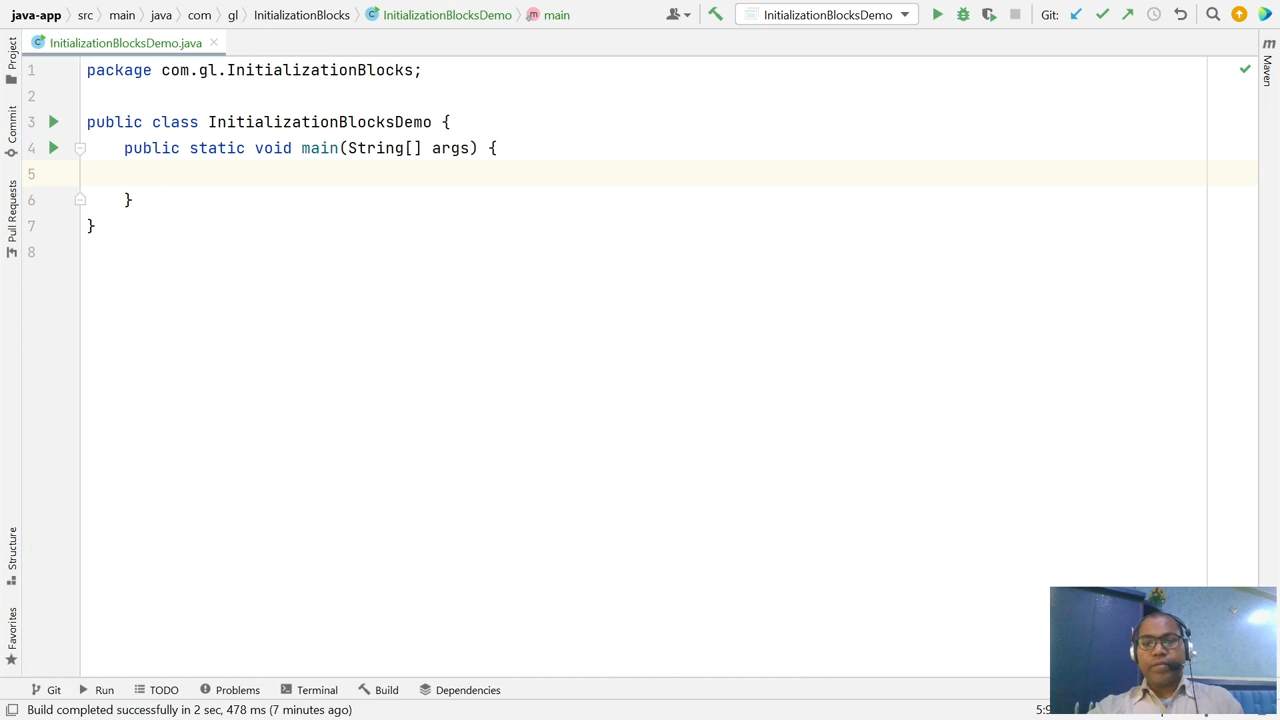 java-app src main java com gl InitializationBlocks InitializationBlocksDemo main InitializationBlocksDemo Git:
InitializationBlocksDemo.java
1 package com.gl.InitializationBlocks;
2
3 public class InitializationBlocksDemo {
4 public static void main(String[] args) {
5
6 }
7 }
8
Project
Commit
Pull Requests
Structure
Favorites
Maven
Git Run TODO Problems Terminal Build Dependencies
Build completed successfully in 2 sec, 478 ms (7 minutes ago)